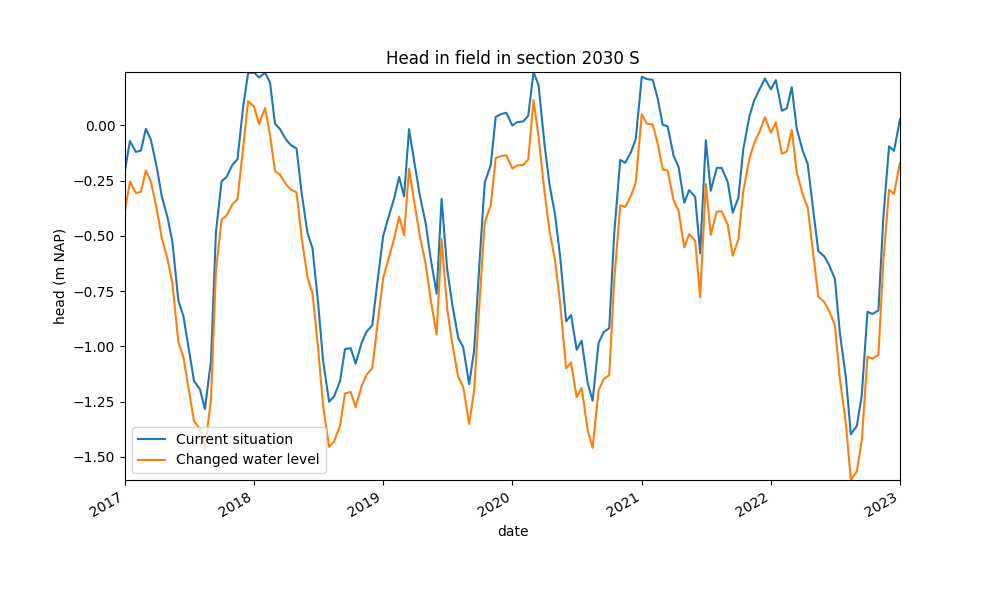 Head in field in section 2030 S
head (m NAP)
0.00
−0.25
−0.50
−0.75
−1.00
−1.25
−1.50
Current situation
Changed water level
2017
2018
2019
2020
2021
2022
2023
date